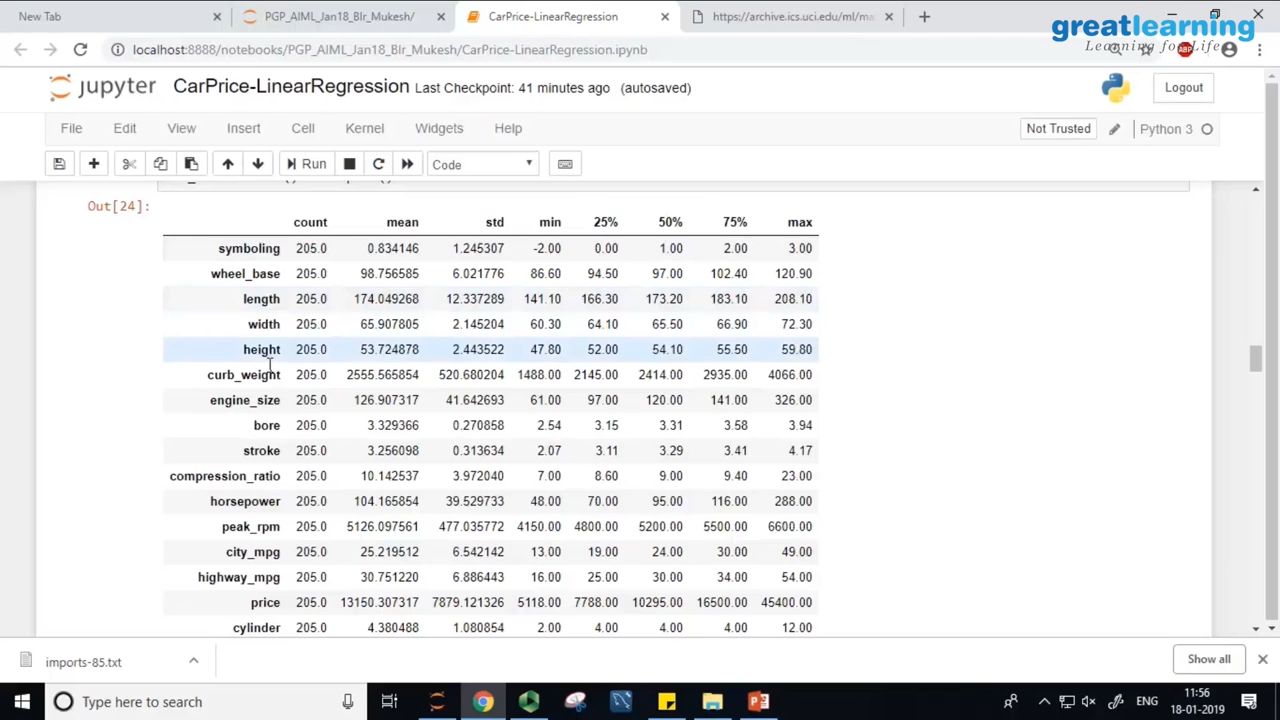 New Tab
PGP_AIML_Jan18_Blr_Mukesh/
CarPrice-LinearRegression
https://archive.ics.uci.edu/ml/ma
greatlearning
Learning for Life
localhost:8888/notebooks/PGP_AIML_Jan18_Blr_Mukesh/CarPrice-LinearRegression.ipynb
ABP
jupyter CarPrice-LinearRegression Last Checkpoint: 41 minutes ago (autosaved)
Logout
File Edit View Insert Cell Kernel Widgets Help
Not Trusted
Python 3
Run
Code
Out[24]:
count mean std min 25% 50% 75% max
symboling 205.0 0.834146 1.245307 -2.00 0.00 1.00 2.00 3.00
wheel_base 205.0 98.756585 6.021776 86.60 94.50 97.00 102.40 120.90
length 205.0 174.049268 12.337289 141.10 166.30 173.20 183.10 208.10
width 205.0 65.907805 2.145204 60.30 64.10 65.50 66.90 72.30
height 205.0 53.724878 2.443522 47.80 52.00 54.10 55.50 59.80
curb_weight 205.0 2555.565854 520.680204 1488.00 2145.00 2414.00 2935.00 4066.00
engine_size 205.0 126.907317 41.642693 61.00 97.00 120.00 141.00 326.00
bore 205.0 3.329366 0.270858 2.54 3.15 3.31 3.58 3.94
stroke 205.0 3.256098 0.313634 2.07 3.11 3.29 3.41 4.17
compression_ratio 205.0 10.142537 3.972040 7.00 8.60 9.00 9.40 23.00
horsepower 205.0 104.165854 39.529733 48.00 70.00 95.00 116.00 288.00
peak_rpm 205.0 5126.097561 477.035772 4150.00 4800.00 5200.00 5500.00 6600.00
city_mpg 205.0 25.219512 6.542142 13.00 19.00 24.00 30.00 49.00
highway_mpg 205.0 30.751220 6.886443 16.00 25.00 30.00 34.00 54.00
price 205.0 13150.307317 7879.121326 5118.00 7788.00 10295.00 16500.00 45400.00
cylinder 205.0 4.380488 1.080854 2.00 4.00 4.00 4.00 12.00
imports-85.txt
Show all
Type here to search
ENG
11:56
18-01-2019